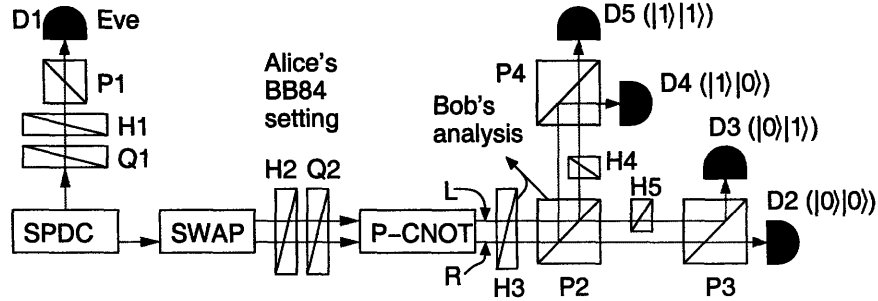 D1 Eve
D5 (|1⟩|1⟩)
P1
Alice's
BB84
setting
P4
D4 (|1⟩|0⟩)
Bob's
analysis
H1
D3 (|0⟩|1⟩)
Q1
H2 Q2
H4
H5
D2 (|0⟩|0⟩)
L
SPDC
SWAP
P-CNOT
R
H3
P2
P3